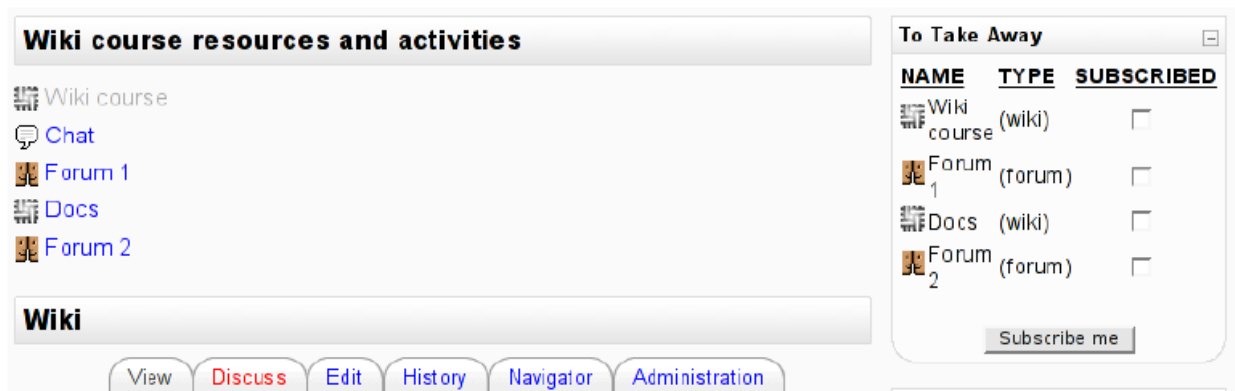 Wiki course resources and activities
Wiki course
Chat
Forum 1
Docs
Forum 2
Wiki
View Discuss Edit History Navigator Administration
To Take Away
NAME TYPE SUBSCRIBED
Wiki
course (wiki)
Forum
1 (forum)
Docs (wiki)
Forum
2 (forum)
Subscribe me